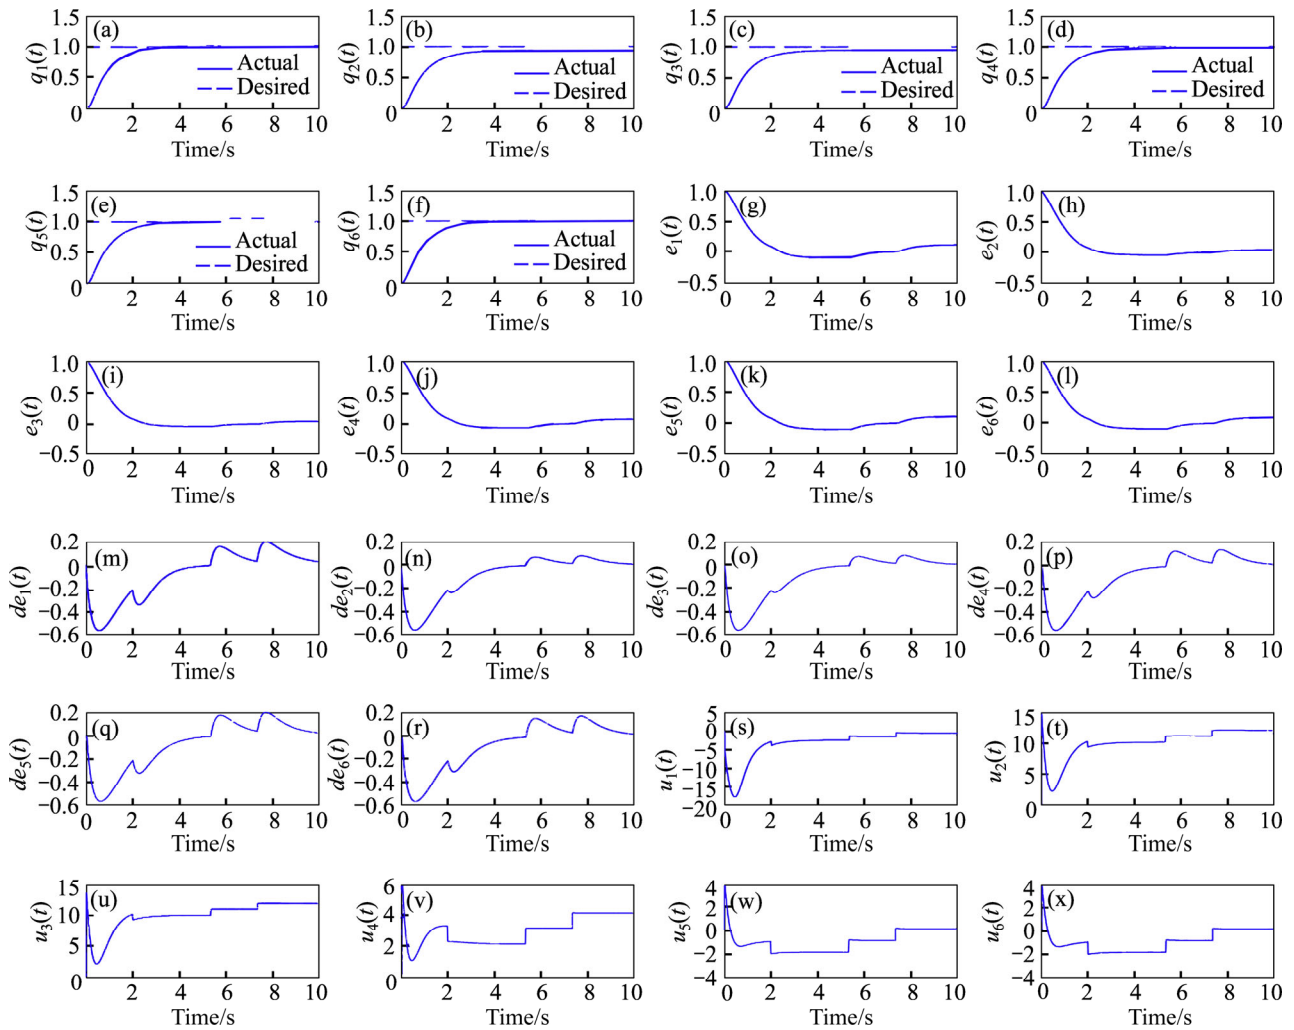 (a) (b) (c) (d)
q1(t) 1.5 1.0 0.5 0 Actual Desired 0 2 4 6 8 10 Time/s
q2(t) 1.5 1.0 0.5 0 Actual Desired 0 2 4 6 8 10 Time/s
q3(t) 1.5 1.0 0.5 0 Actual Desired 0 2 4 6 8 10 Time/s
q4(t) 1.5 1.0 0.5 0 Actual Desired 0 2 4 6 8 10 Time/s
(e) (f) (g) (h)
q5(t) 1.5 1.0 0.5 0 Actual Desired 0 2 4 6 8 10 Time/s
q6(t) 1.5 1.0 0.5 0 Actual Desired 0 2 4 6 8 10 Time/s
e1(t) 1.0 0.5 0 −0.5 0 2 4 6 8 10 Time/s
e2(t) 1.0 0.5 0 −0.5 0 2 4 6 8 10 Time/s
(i) (j) (k) (l)
e3(t) 1.0 0.5 0 −0.5 0 2 4 6 8 10 Time/s
e4(t) 1.0 0.5 0 −0.5 0 2 4 6 8 10 Time/s
e5(t) 1.0 0.5 0 −0.5 0 2 4 6 8 10 Time/s
e6(t) 1.0 0.5 0 −0.5 0 2 4 6 8 10 Time/s
(m) (n) (o) (p)
de1(t) 0.2 0 −0.2 −0.4 −0.6 0 2 4 6 8 10 Time/s
de2(t) 0.2 0 −0.2 −0.4 −0.6 0 2 4 6 8 10 Time/s
de3(t) 0.2 0 −0.2 −0.4 −0.6 0 2 4 6 8 10 Time/s
de4(t) 0.2 0 −0.2 −0.4 −0.6 0 2 4 6 8 10 Time/s
(q) (r) (s) (t)
de5(t) 0.2 0 −0.2 −0.4 −0.6 0 2 4 6 8 10 Time/s
de6(t) 0.2 0 −0.2 −0.4 −0.6 0 2 4 6 8 10 Time/s
u1(t) 5 0 −5 −10 −15 −20 0 2 4 6 8 10 Time/s
u2(t) 15 10 5 0 0 2 4 6 8 10 Time/s
(u) (v) (w) (x)
u3(t) 15 10 5 0 0 2 4 6 8 10 Time/s
u4(t) 6 4 2 0 0 2 4 6 8 10 Time/s
u5(t) 4 2 0 −2 −4 0 2 4 6 8 10 Time/s
u6(t) 4 2 0 −2 −4 0 2 4 6 8 10 Time/s